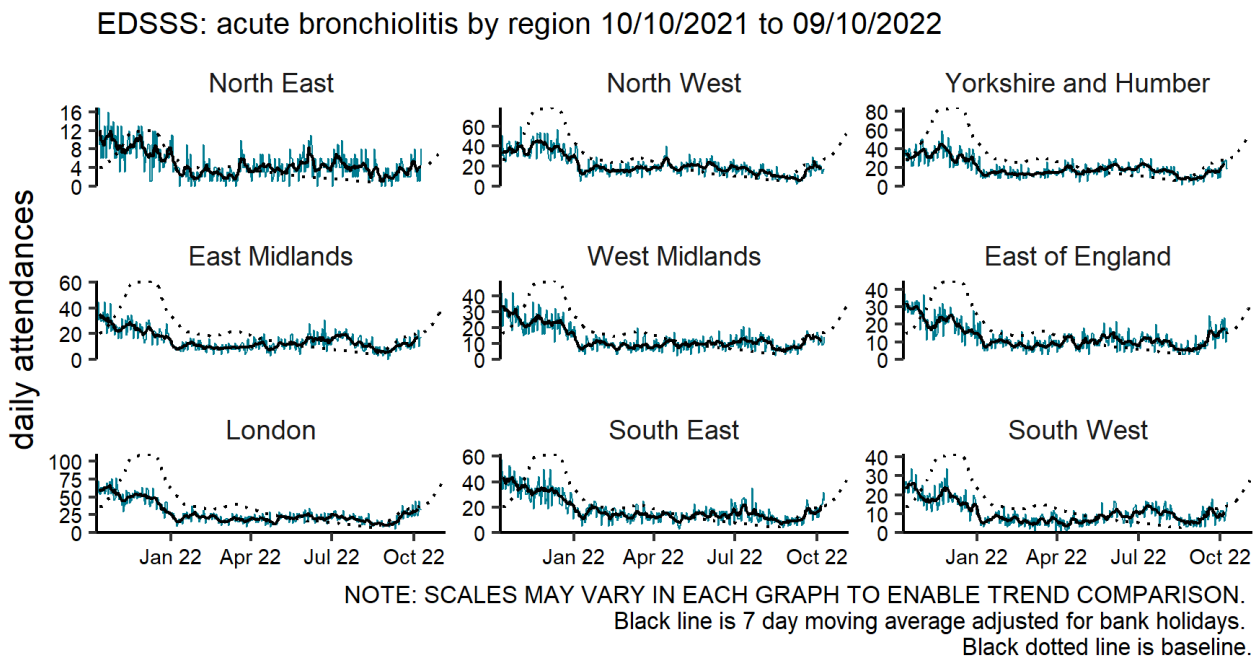 EDSSS: acute bronchiolitis by region 10/10/2021 to 09/10/2022
daily attendances
North East
16
12
8
4
0
North West
60
40
20
0
Yorkshire and Humber
80
60
40
20
0
East Midlands
60
40
20
0
West Midlands
40
30
20
10
0
East of England
40
30
20
10
0
London
100
75
50
25
0
Jan 22 Apr 22 Jul 22 Oct 22
South East
60
40
20
0
Jan 22 Apr 22 Jul 22 Oct 22
South West
40
30
20
10
0
Jan 22 Apr 22 Jul 22 Oct 22
NOTE: SCALES MAY VARY IN EACH GRAPH TO ENABLE TREND COMPARISON.
Black line is 7 day moving average adjusted for bank holidays.
Black dotted line is baseline.